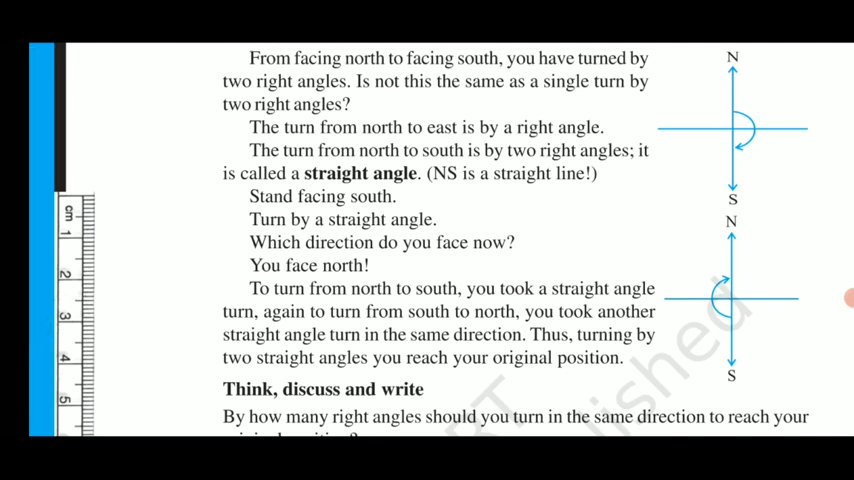 From facing north to facing south, you have turned by
two right angles. Is not this the same as a single turn by
two right angles?
The turn from north to east is by a right angle.
The turn from north to south is by two right angles; it
is called a straight angle. (NS is a straight line!)
Stand facing south.
Turn by a straight angle.
Which direction do you face now?
You face north!
To turn from north to south, you took a straight angle
turn, again to turn from south to north, you took another
straight angle turn in the same direction. Thus, turning by
two straight angles you reach your original position.
Think, discuss and write
By how many right angles should you turn in the same direction to reach your
N
S
N
S
cm
1
2
3
4
5